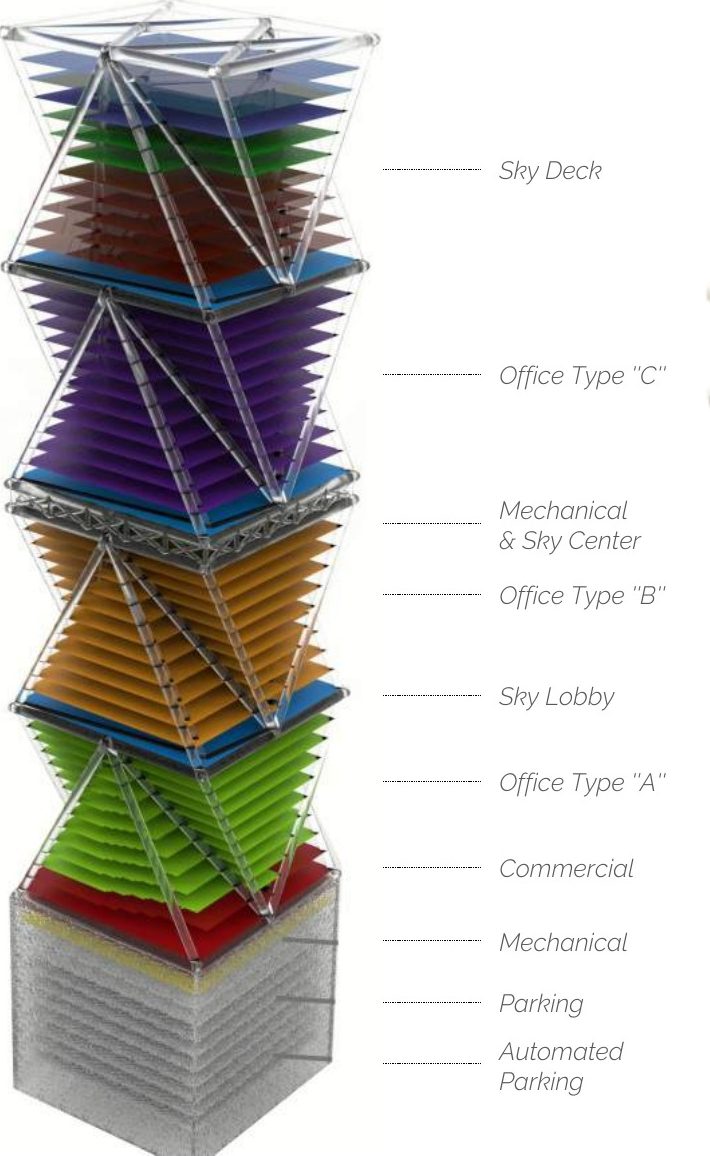 Sky Deck
Office Type "C"
Mechanical
& Sky Center
Office Type "B"
Sky Lobby
Office Type "A"
Commercial
Mechanical
Parking
Automated
Parking